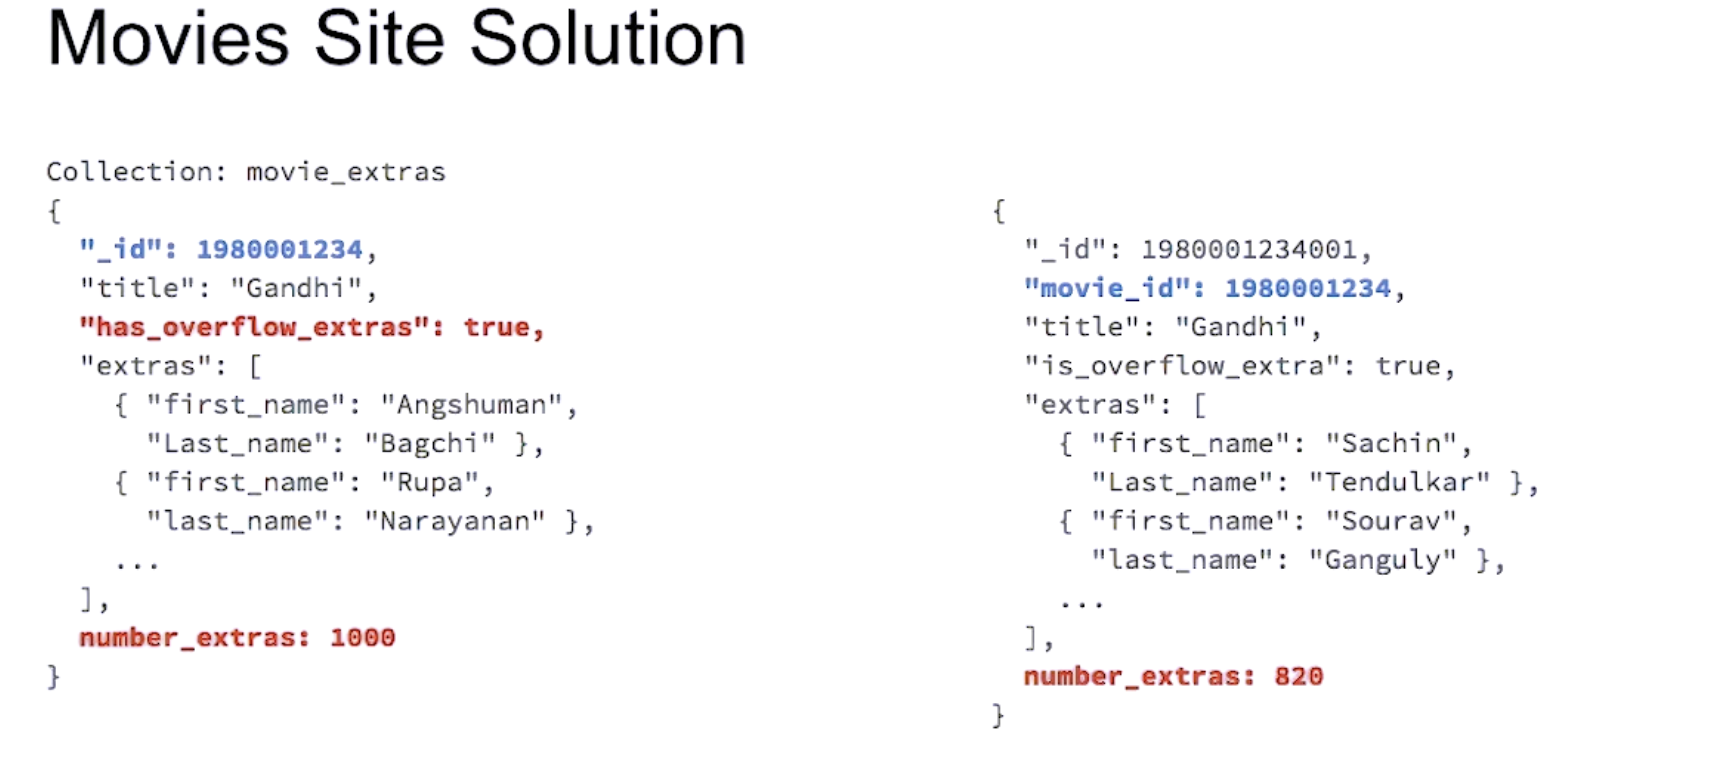 Movies Site Solution
Collection: movie_extras
{
"_id": 1980001234,
"title": "Gandhi",
"has_overflow_extras": true,
"extras": [
{ "first_name": "Angshuman",
"Last_name": "Bagchi" },
{ "first_name": "Rupa",
"last_name": "Narayanan" },
...
],
number_extras: 1000
}
{
"_id": 1980001234001,
"movie_id": 1980001234,
"title": "Gandhi",
"is_overflow_extra": true,
"extras": [
{ "first_name": "Sachin",
"Last_name": "Tendulkar" },
{ "first_name": "Sourav",
"last_name": "Ganguly" },
...
],
number_extras: 820
}